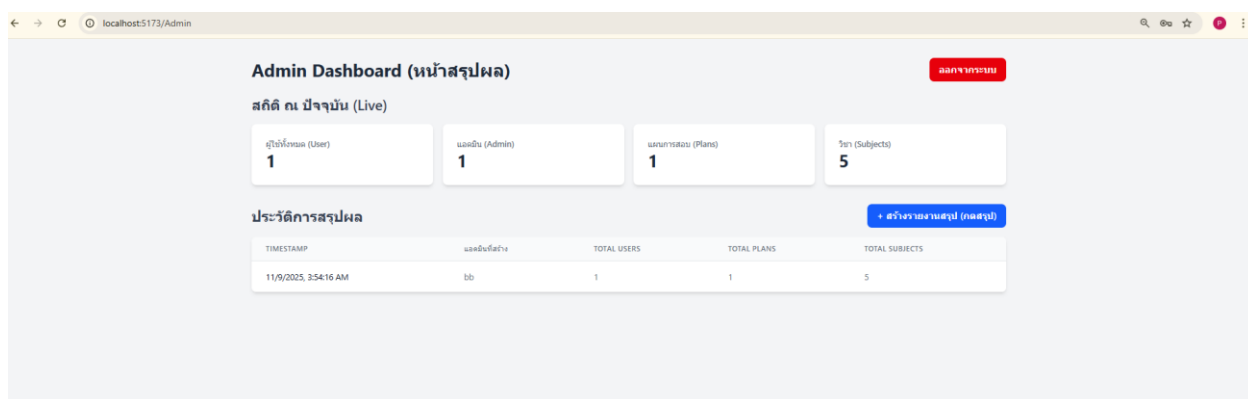 localhost:5173/Admin
P
Admin Dashboard (หน้าสรุปผล)
ออกจากระบบ
สถิติ ณ ปัจจุบัน (Live)
ผู้ใช้ทั้งหมด (User)
1
แอดมิน (Admin)
1
แผนการสอบ (Plans)
1
วิชา (Subjects)
5
ประวัติการสรุปผล
+ สร้างรายงานสรุป (กดสรุป)
TIMESTAMP แอดมินที่สร้าง TOTAL USERS TOTAL PLANS TOTAL SUBJECTS
11/9/2025, 3:54:16 AM bb 1 1 5